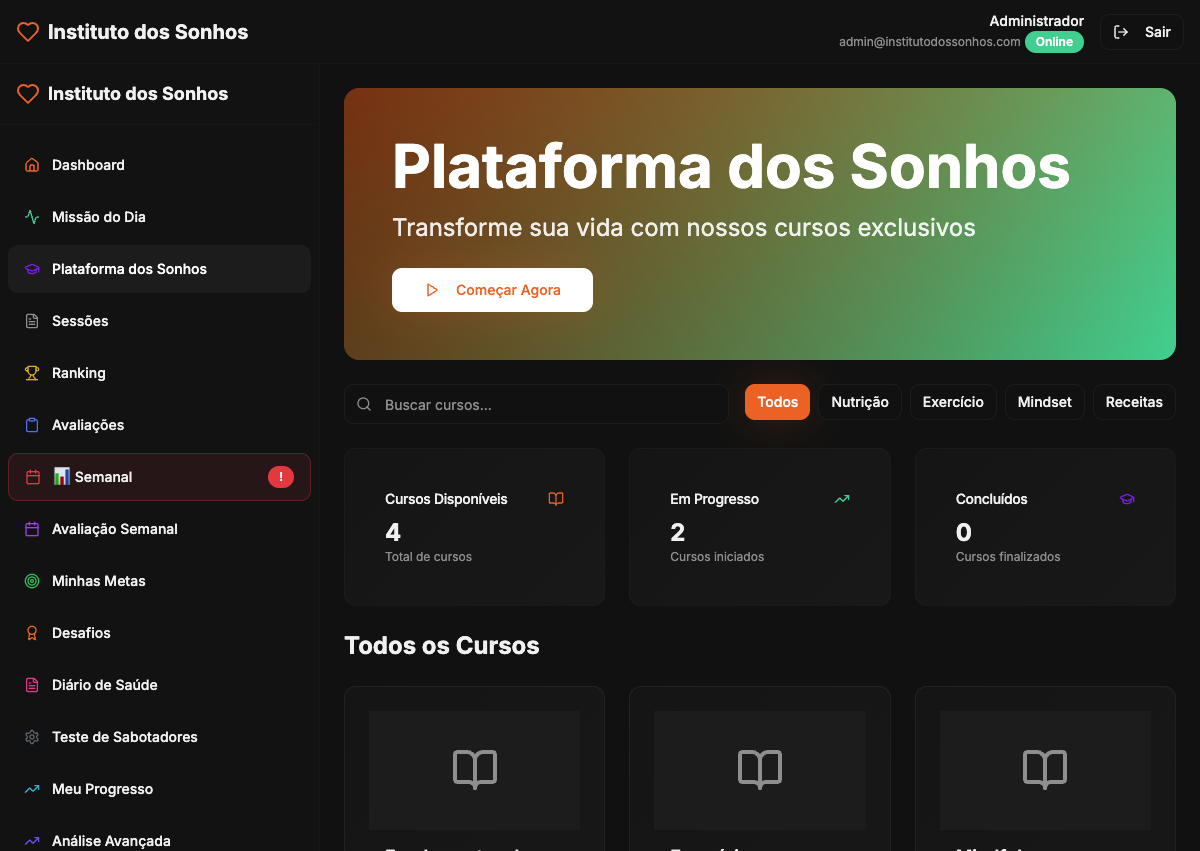 Instituto dos Sonhos
Administrador
admin@institutodossonhos.com Online
Sair
Instituto dos Sonhos
Dashboard
Missão do Dia
Plataforma dos Sonhos
Sessões
Ranking
Avaliações
📊 Semanal !
Avaliação Semanal
Minhas Metas
Desafios
Diário de Saúde
Teste de Sabotadores
Meu Progresso
Análise Avançada
Plataforma dos Sonhos
Transforme sua vida com nossos cursos exclusivos
Começar Agora
Buscar cursos...
Todos Nutrição Exercício Mindset Receitas
Cursos Disponíveis
4
Total de cursos
Em Progresso
2
Cursos iniciados
Concluídos
0
Cursos finalizados
Todos os Cursos